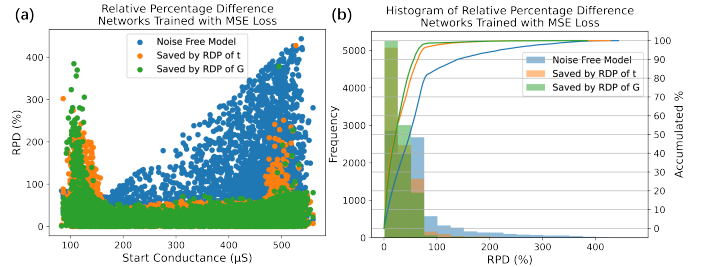 (a)
Relative Percentage Difference
Networks Trained with MSE Loss
Noise Free Model
Saved by RDP of t
Saved by RDP of G
RPD (%)
400
300
200
100
0
100
200
300
400
500
Start Conductance (μS)
(b)
Histogram of Relative Percentage Difference
Networks Trained with MSE Loss
Noise Free Model
Saved by RDP of t
Saved by RDP of G
Frequency
5000
4000
3000
2000
1000
0
0
100
200
300
400
RPD (%)
100
90
80
70
60
50
40
30
20
10
0
Accumulated %